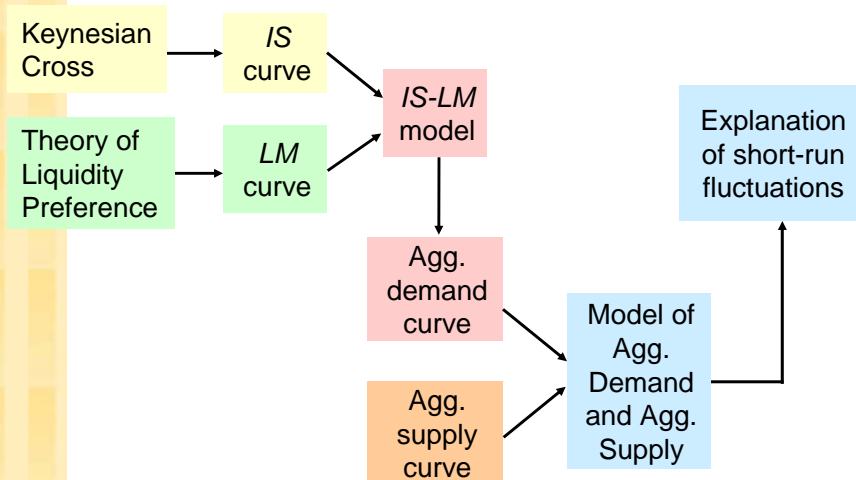 Keynesian
Cross
IS
curve
IS-LM
model
Theory of
Liquidity
Preference
LM
curve
Explanation
of short-run
fluctuations
Agg.
demand
curve
Model of
Agg.
Demand
and Agg.
Supply
Agg.
supply
curve